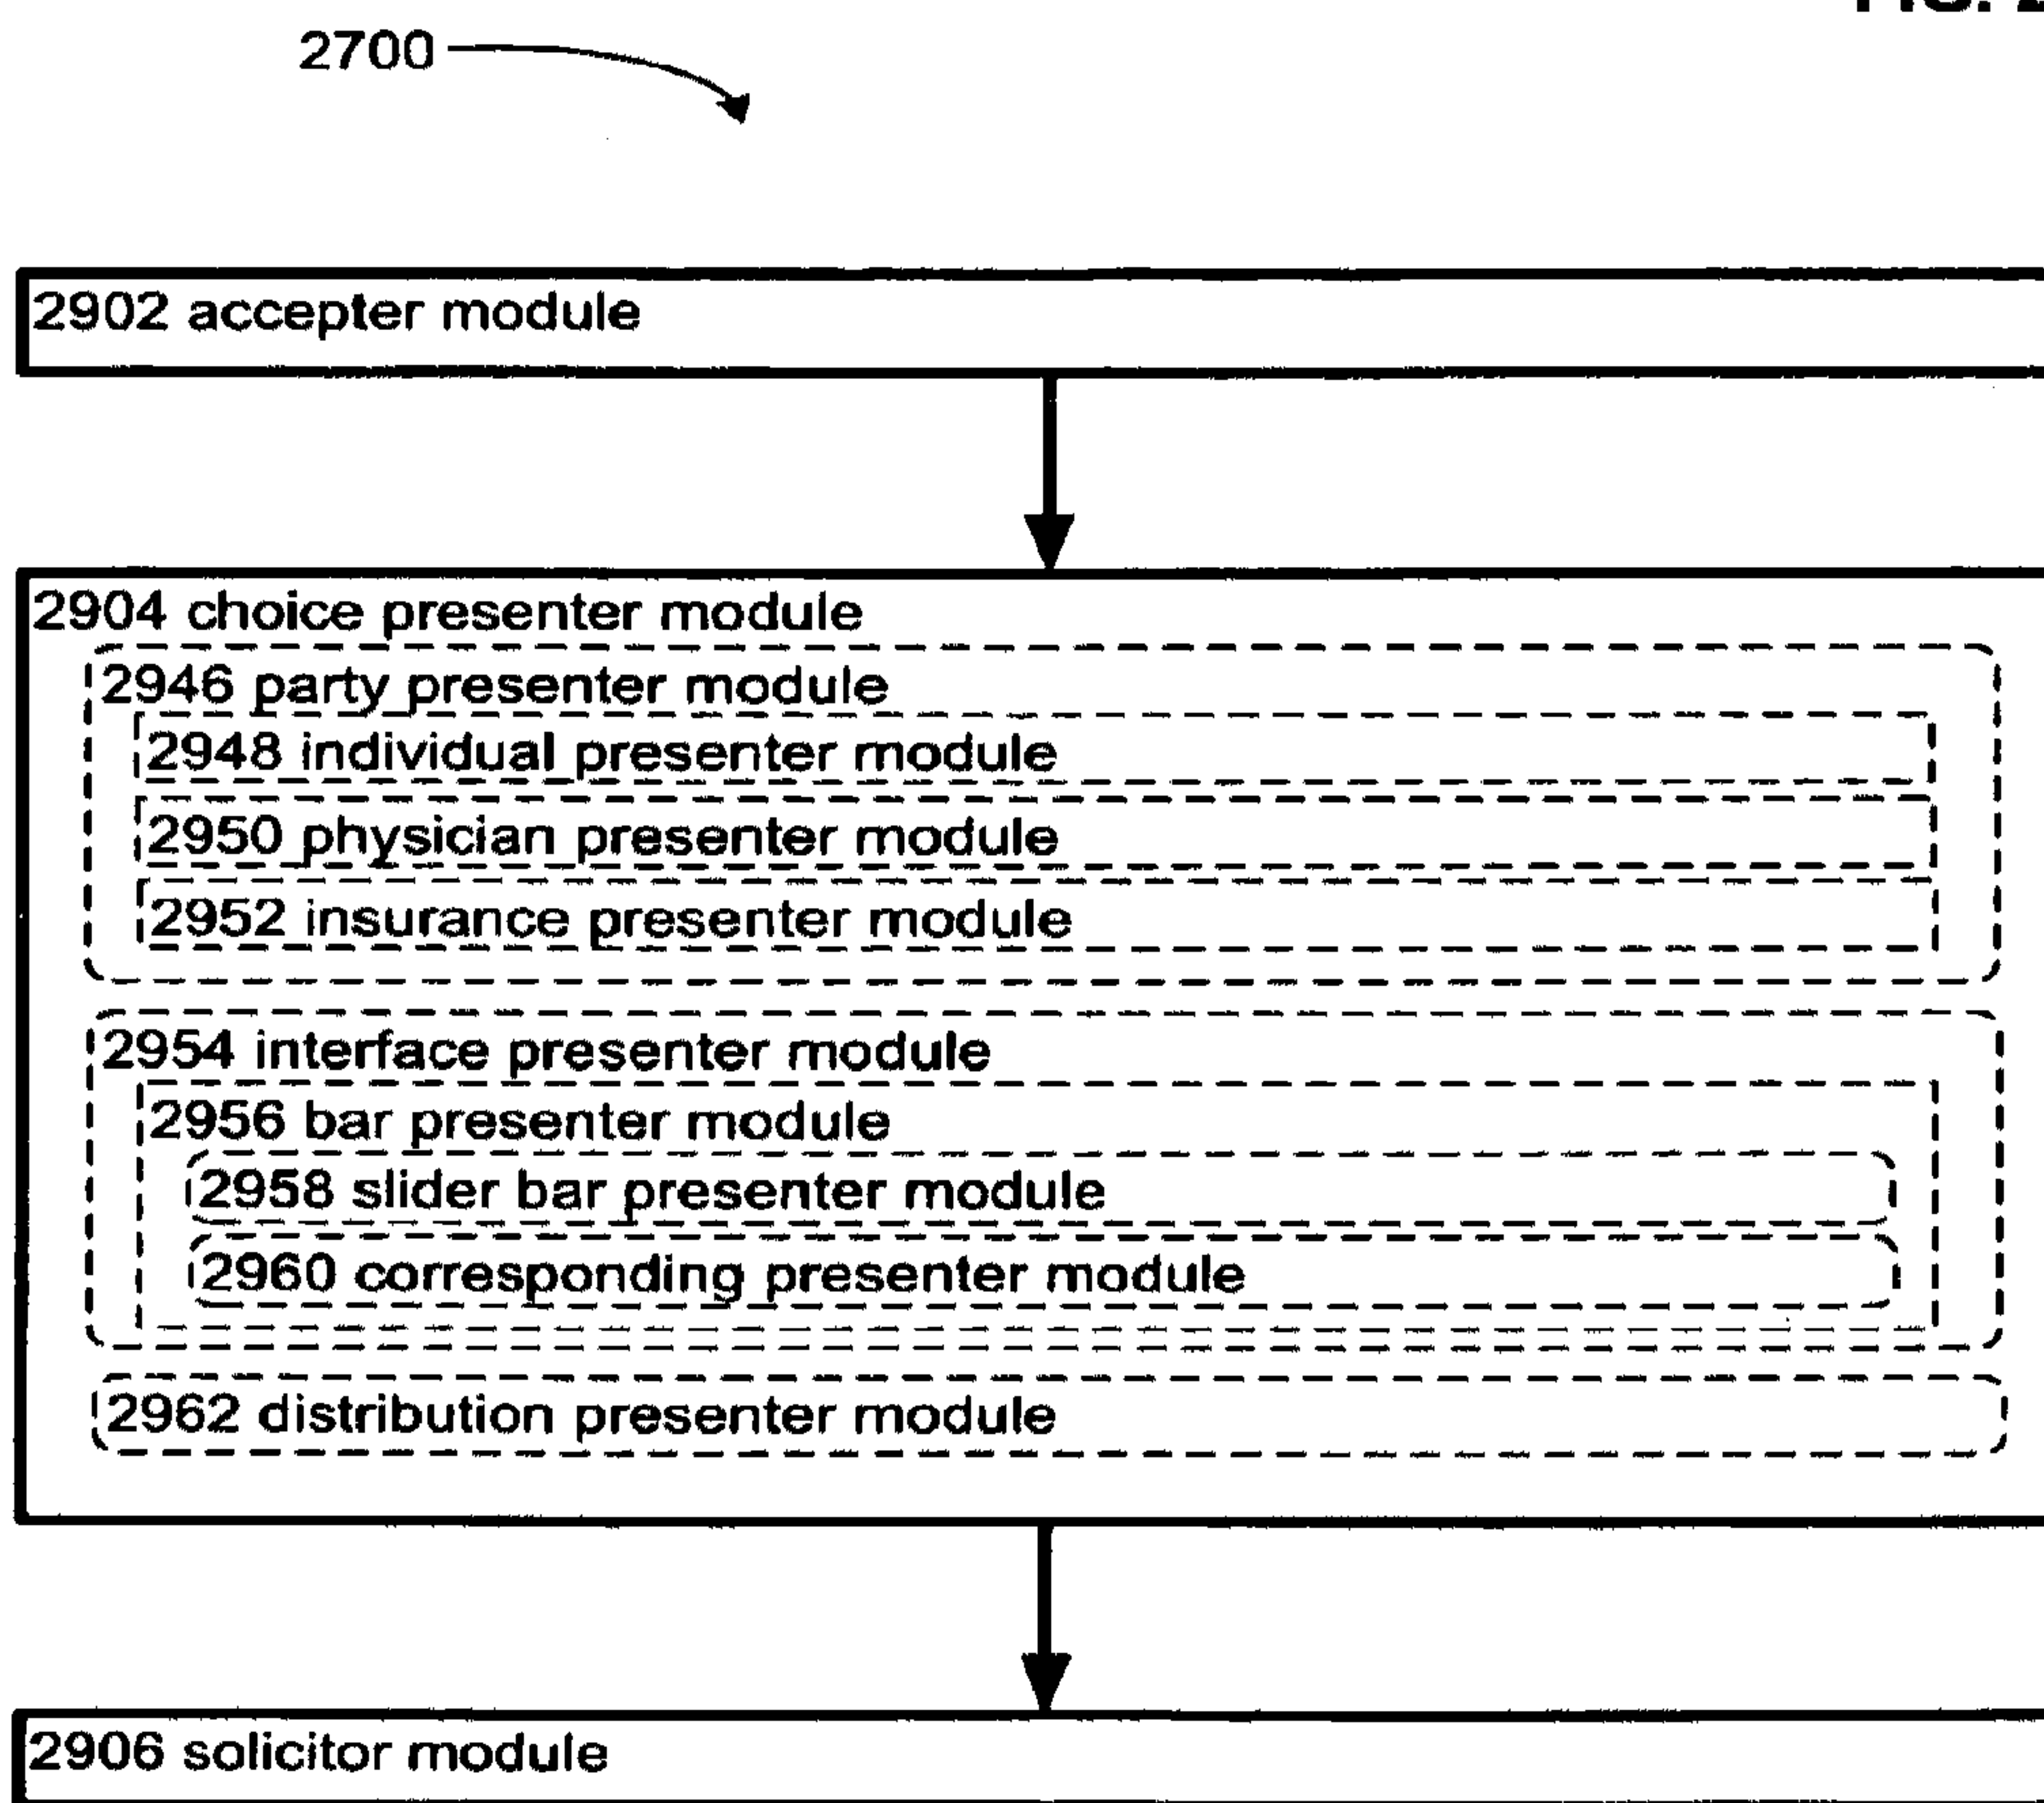 2700
2902 accepter module
2904 choice presenter module
2946 party presenter module
2948 individual presenter module
2950 physician presenter module
2952 insurance presenter module
2954 interface presenter module
2956 bar presenter module
2958 slider bar presenter module
2960 corresponding presenter module
2962 distribution presenter module
2906 solicitor module